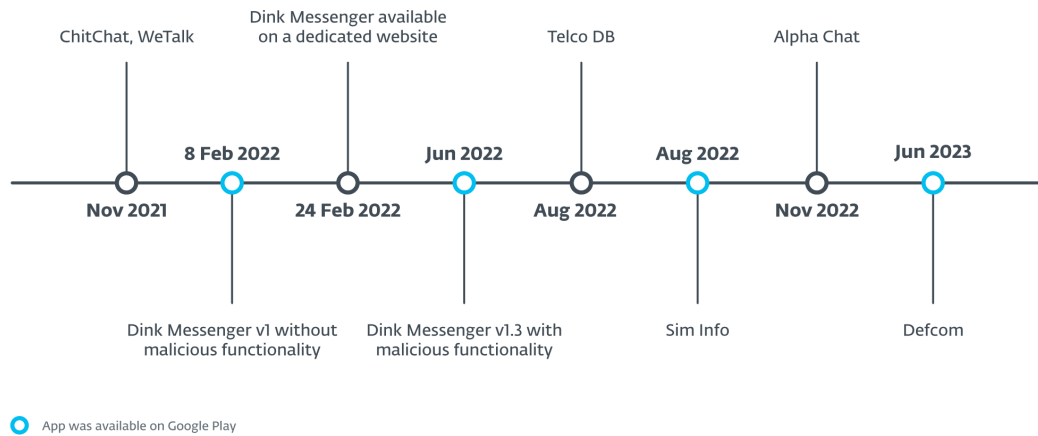 Dink Messenger available
on a dedicated website
ChitChat, WeTalk
Telco DB
Alpha Chat
8 Feb 2022
Jun 2022
Aug 2022
Jun 2023
Nov 2021
24 Feb 2022
Aug 2022
Nov 2022
Dink Messenger v1 without
malicious functionality
Dink Messenger v1.3 with
malicious functionality
Sim Info
Defcom
App was available on Google Play